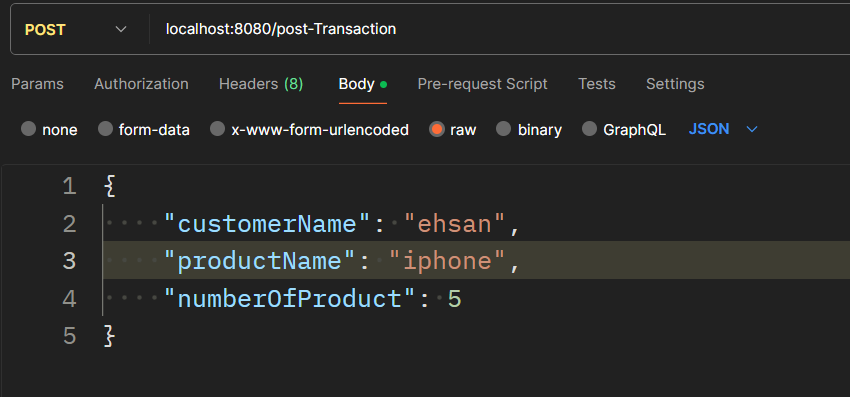 POST localhost:8080/post-Transaction
Params Authorization Headers (8) Body Pre-request Script Tests Settings
none form-data x-www-form-urlencoded raw binary GraphQL JSON
1 {
2 "customerName": "ehsan",
3 "productName": "iphone",
4 "numberOfProduct": 5
5 }